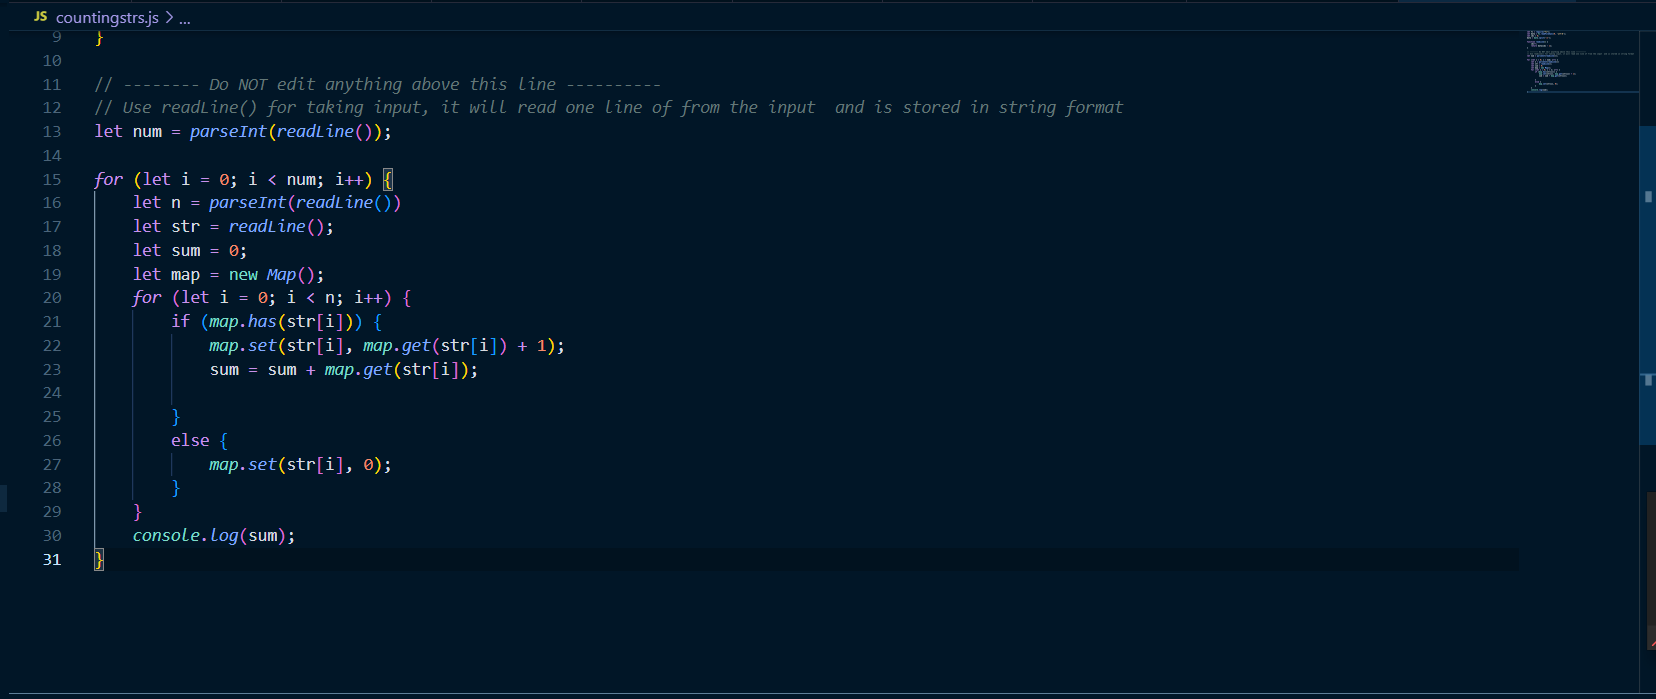 JS countingstrs.js > ...
9 }
10
11 // -------- Do NOT edit anything above this line ----------
12 // Use readLine() for taking input, it will read one line of from the input  and is stored in string format
13 let num = parseInt(readLine());
14
15 for (let i = 0; i < num; i++) {
16     let n = parseInt(readLine())
17     let str = readLine();
18     let sum = 0;
19     let map = new Map();
20     for (let i = 0; i < n; i++) {
21         if (map.has(str[i])) {
22             map.set(str[i], map.get(str[i]) + 1);
23             sum = sum + map.get(str[i]);
24
25         }
26         else {
27             map.set(str[i], 0);
28         }
29     }
30     console.log(sum);
31 }